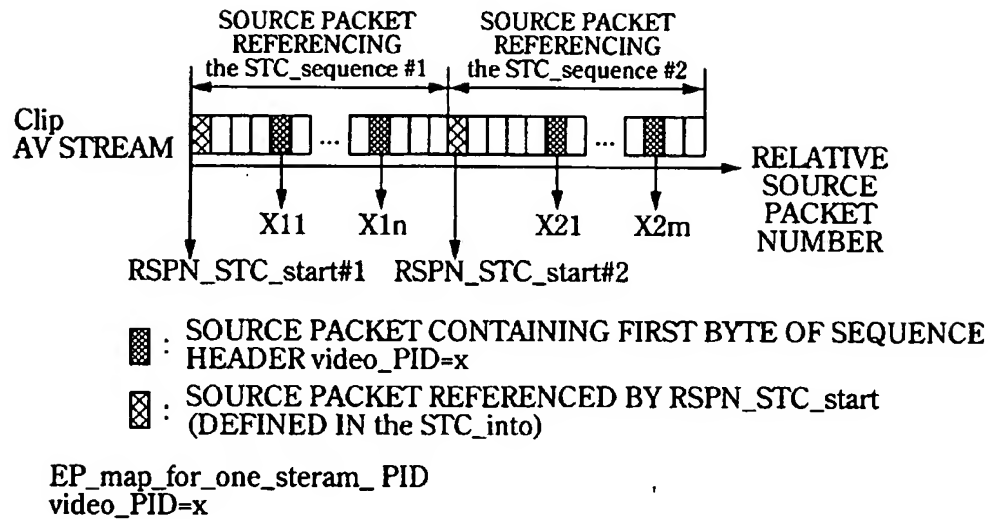 SOURCE PACKET
REFERENCING
the STC_sequence #1
SOURCE PACKET
REFERENCING
the STC_sequence #2
Clip
AV STREAM
...
...
RELATIVE
SOURCE
PACKET
NUMBER
X11
X1n
X21
X2m
RSPN_STC_start#1
RSPN_STC_start#2
: SOURCE PACKET CONTAINING FIRST BYTE OF SEQUENCE
HEADER video_PID=x
: SOURCE PACKET REFERENCED BY RSPN_STC_start
(DEFINED IN the STC_into)
EP_map_for_one_steram_ PID
video_PID=x